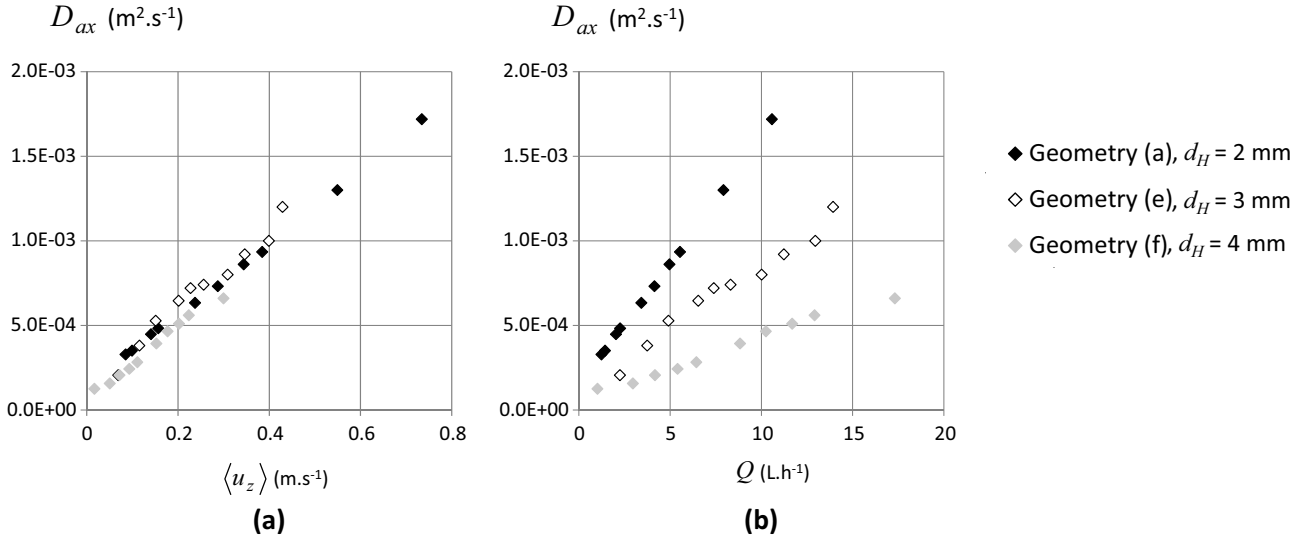 D_ax (m².s⁻¹)
2.0E-03
1.5E-03
1.0E-03
5.0E-04
0.0E+00
0 0.2 0.4 0.6 0.8
⟨u_z⟩ (m.s⁻¹)
(a)
D_ax (m².s⁻¹)
2.0E-03
1.5E-03
1.0E-03
5.0E-04
0.0E+00
0 5 10 15 20
Q (L.h⁻¹)
(b)
Geometry (a), d_H = 2 mm
Geometry (e), d_H = 3 mm
Geometry (f), d_H = 4 mm